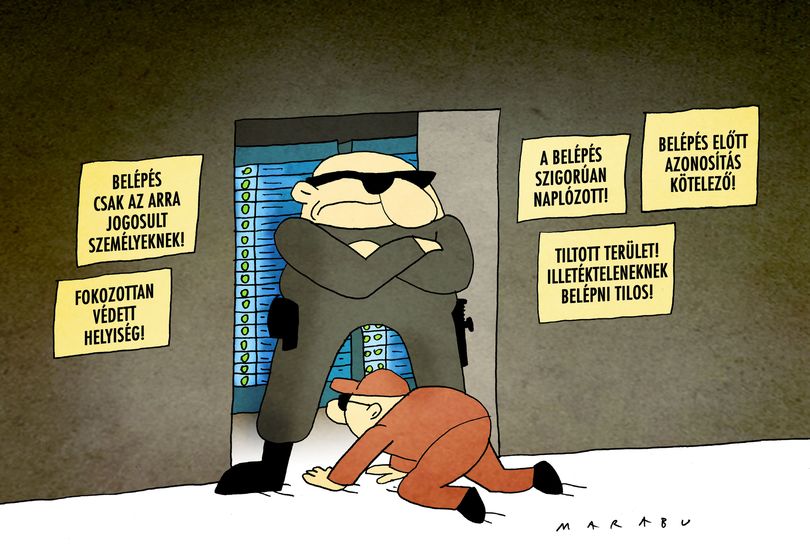 BELÉPÉS
CSAK AZ ARRA
JOGOSULT
SZEMÉLYEKNEK!
FOKOZOTTAN
VÉDETT
HELYISÉG!
A BELÉPÉS
SZIGORÚAN
NAPLÓZOTT!
BELÉPÉS ELŐTT
AZONOSÍTÁS
KÖTELEZŐ!
TILTOTT TERÜLET!
ILLETÉKTELENEKNEK
BELÉPNI TILOS!
MARABU